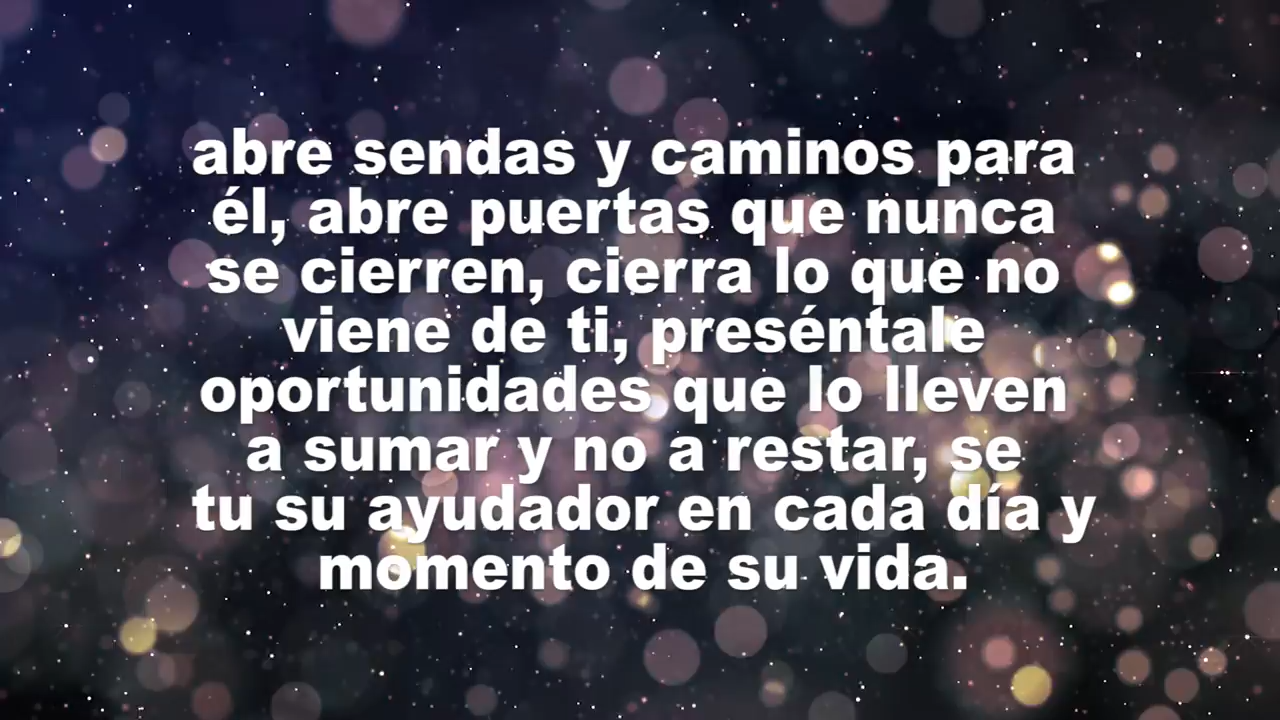 abre sendas y caminos para
él, abre puertas que nunca
se cierren, cierra lo que no
viene de ti, preséntale
oportunidades que lo lleven
a sumar y no a restar, se
tu su ayudador en cada día y
momento de su vida.